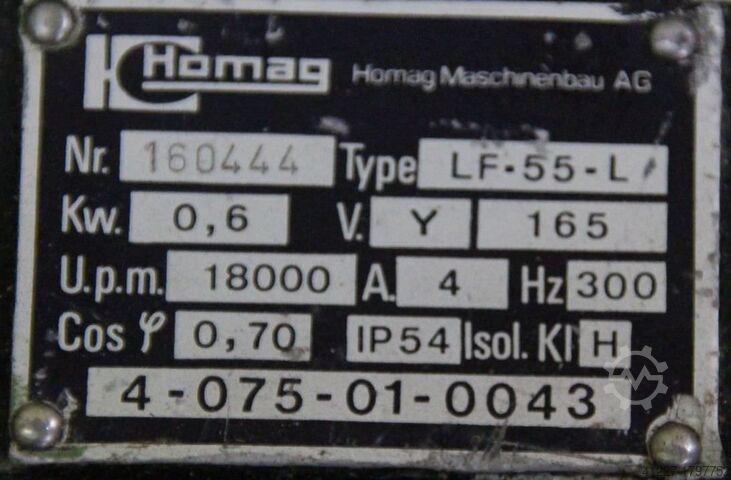 Homag Homag Maschinenbau AG
Nr. 160444 Type LF-55-L
Kw. 0,6 V. Y 165
U.p.m. 18000 A. 4 Hz 300
Cos φ 0,70 IP54 Isol. Kl H
4-075-01-0043